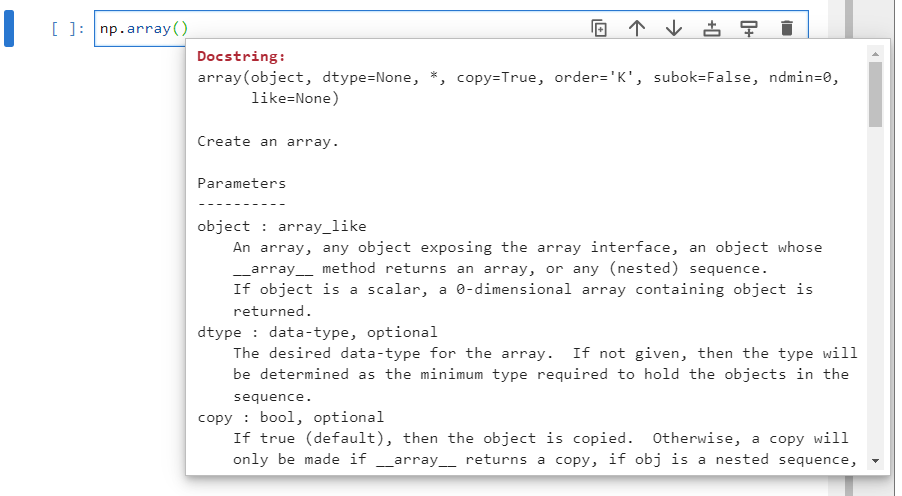 [ ]: np.array()
Docstring:
array(object, dtype=None, *, copy=True, order='K', subok=False, ndmin=0,
      like=None)
Create an array.
Parameters
----------
object : array_like
    An array, any object exposing the array interface, an object whose
    __array__ method returns an array, or any (nested) sequence.
    If object is a scalar, a 0-dimensional array containing object is
    returned.
dtype : data-type, optional
    The desired data-type for the array.  If not given, then the type will
    be determined as the minimum type required to hold the objects in the
    sequence.
copy : bool, optional
    If true (default), then the object is copied.  Otherwise, a copy will
    only be made if __array__ returns a copy, if obj is a nested sequence,